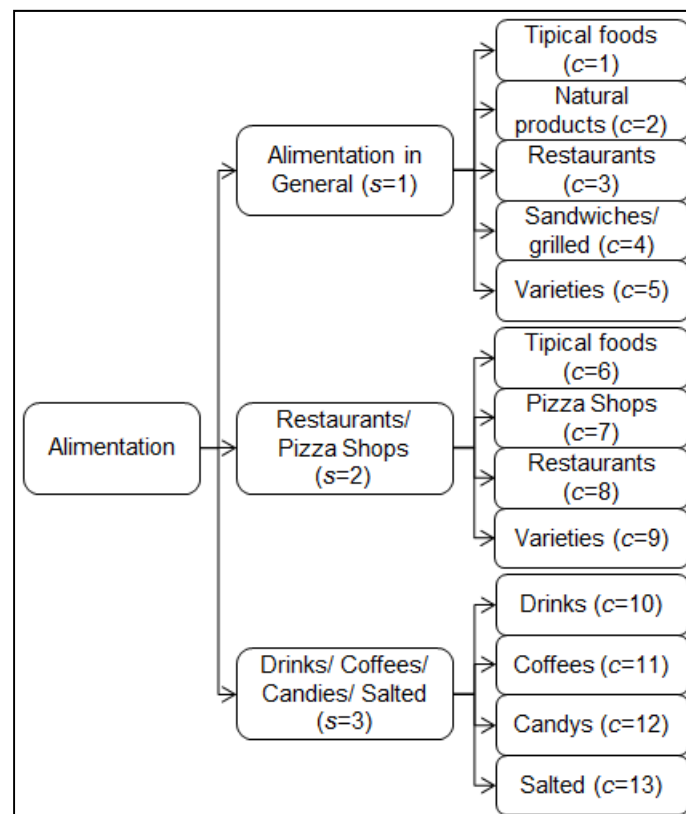 Alimentation
Alimentation in
General (s=1)
Tipical foods
(c=1)
Natural
products (c=2)
Restaurants
(c=3)
Sandwiches/
grilled (c=4)
Varieties (c=5)
Restaurants/
Pizza Shops
(s=2)
Tipical foods
(c=6)
Pizza Shops
(c=7)
Restaurants
(c=8)
Varieties (c=9)
Drinks/ Coffees/
Candies/ Salted
(s=3)
Drinks (c=10)
Coffees (c=11)
Candys (c=12)
Salted (c=13)